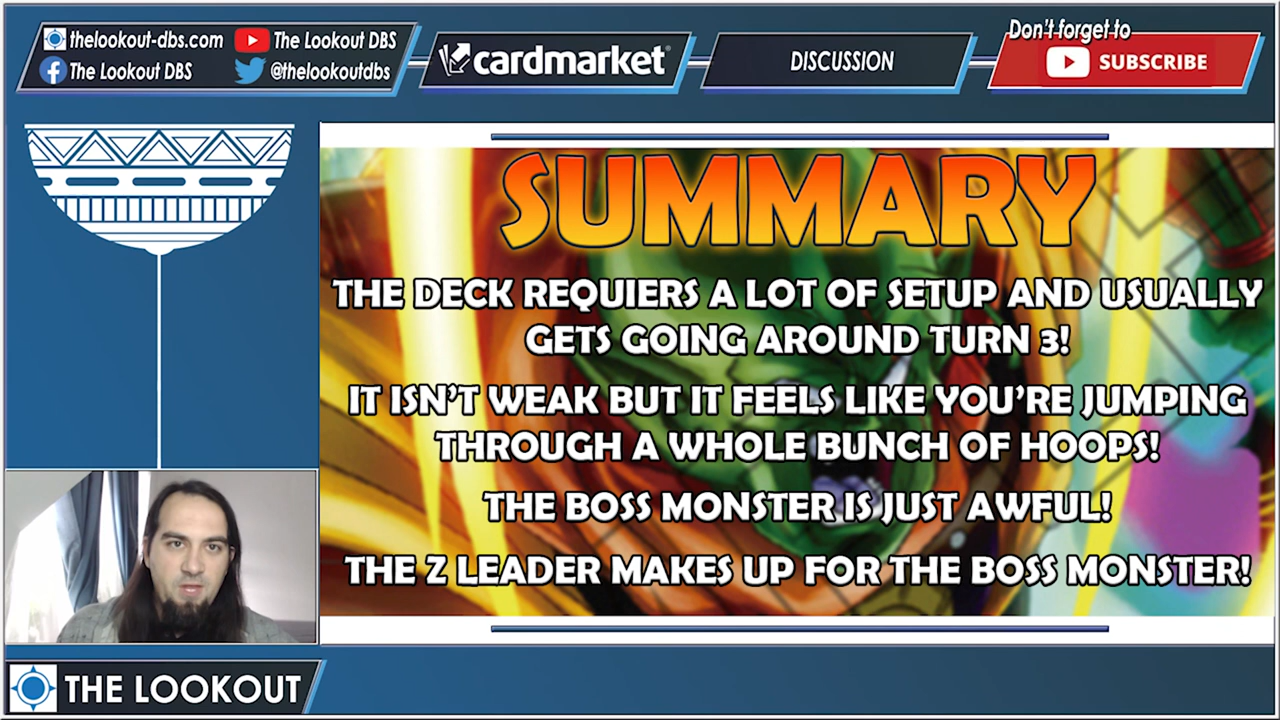 thelookout-dbs.com
The Lookout DBS
The Lookout DBS
@thelookoutdbs
cardmarket
DISCUSSION
Don't forget to
SUBSCRIBE
SUMMARY
THE DECK REQUIERS A LOT OF SETUP AND USUALLY
GETS GOING AROUND TURN 3!
IT ISN'T WEAK BUT IT FEELS LIKE YOU'RE JUMPING
THROUGH A WHOLE BUNCH OF HOOPS!
THE BOSS MONSTER IS JUST AWFUL!
THE Z LEADER MAKES UP FOR THE BOSS MONSTER!
THE LOOKOUT